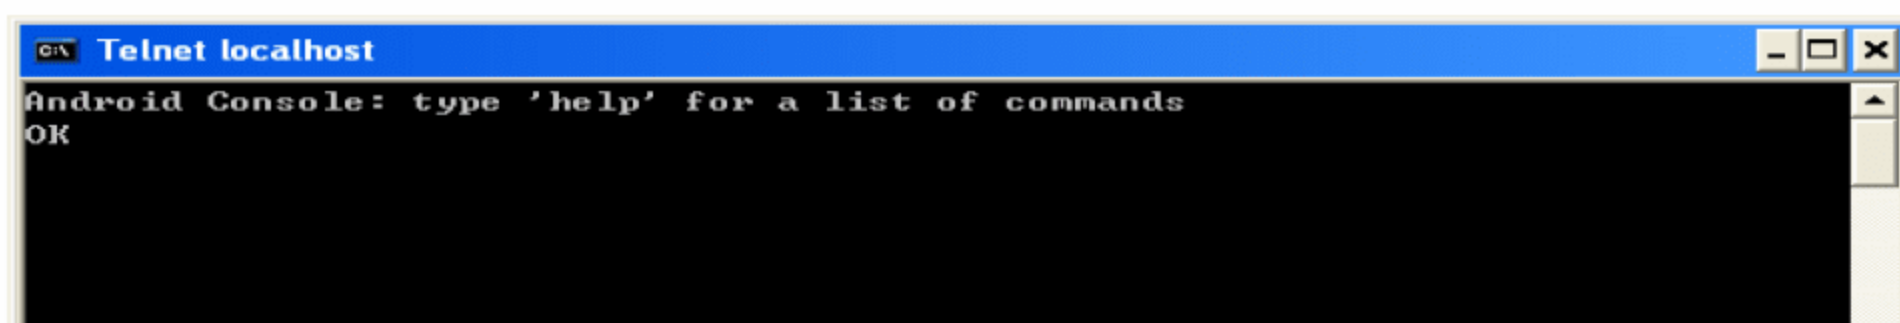 C:\ Telnet localhost
Android Console: type 'help' for a list of commands
OK